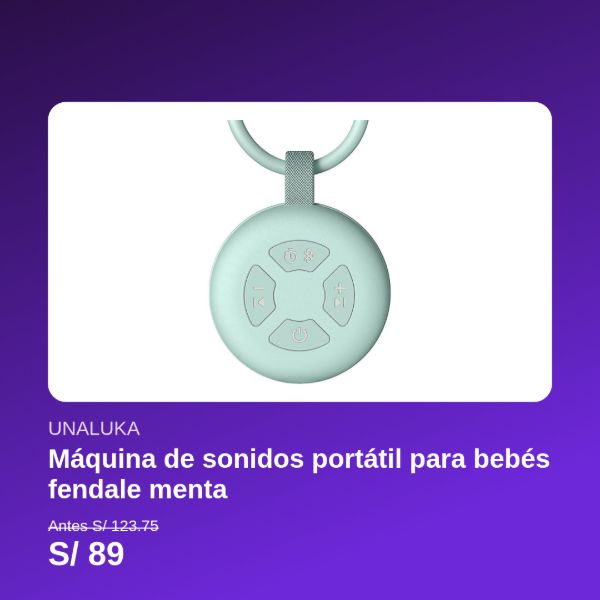 UNALUKA
Máquina de sonidos portátil para bebés
fendale menta
Antes S/ 123.75
S/ 89